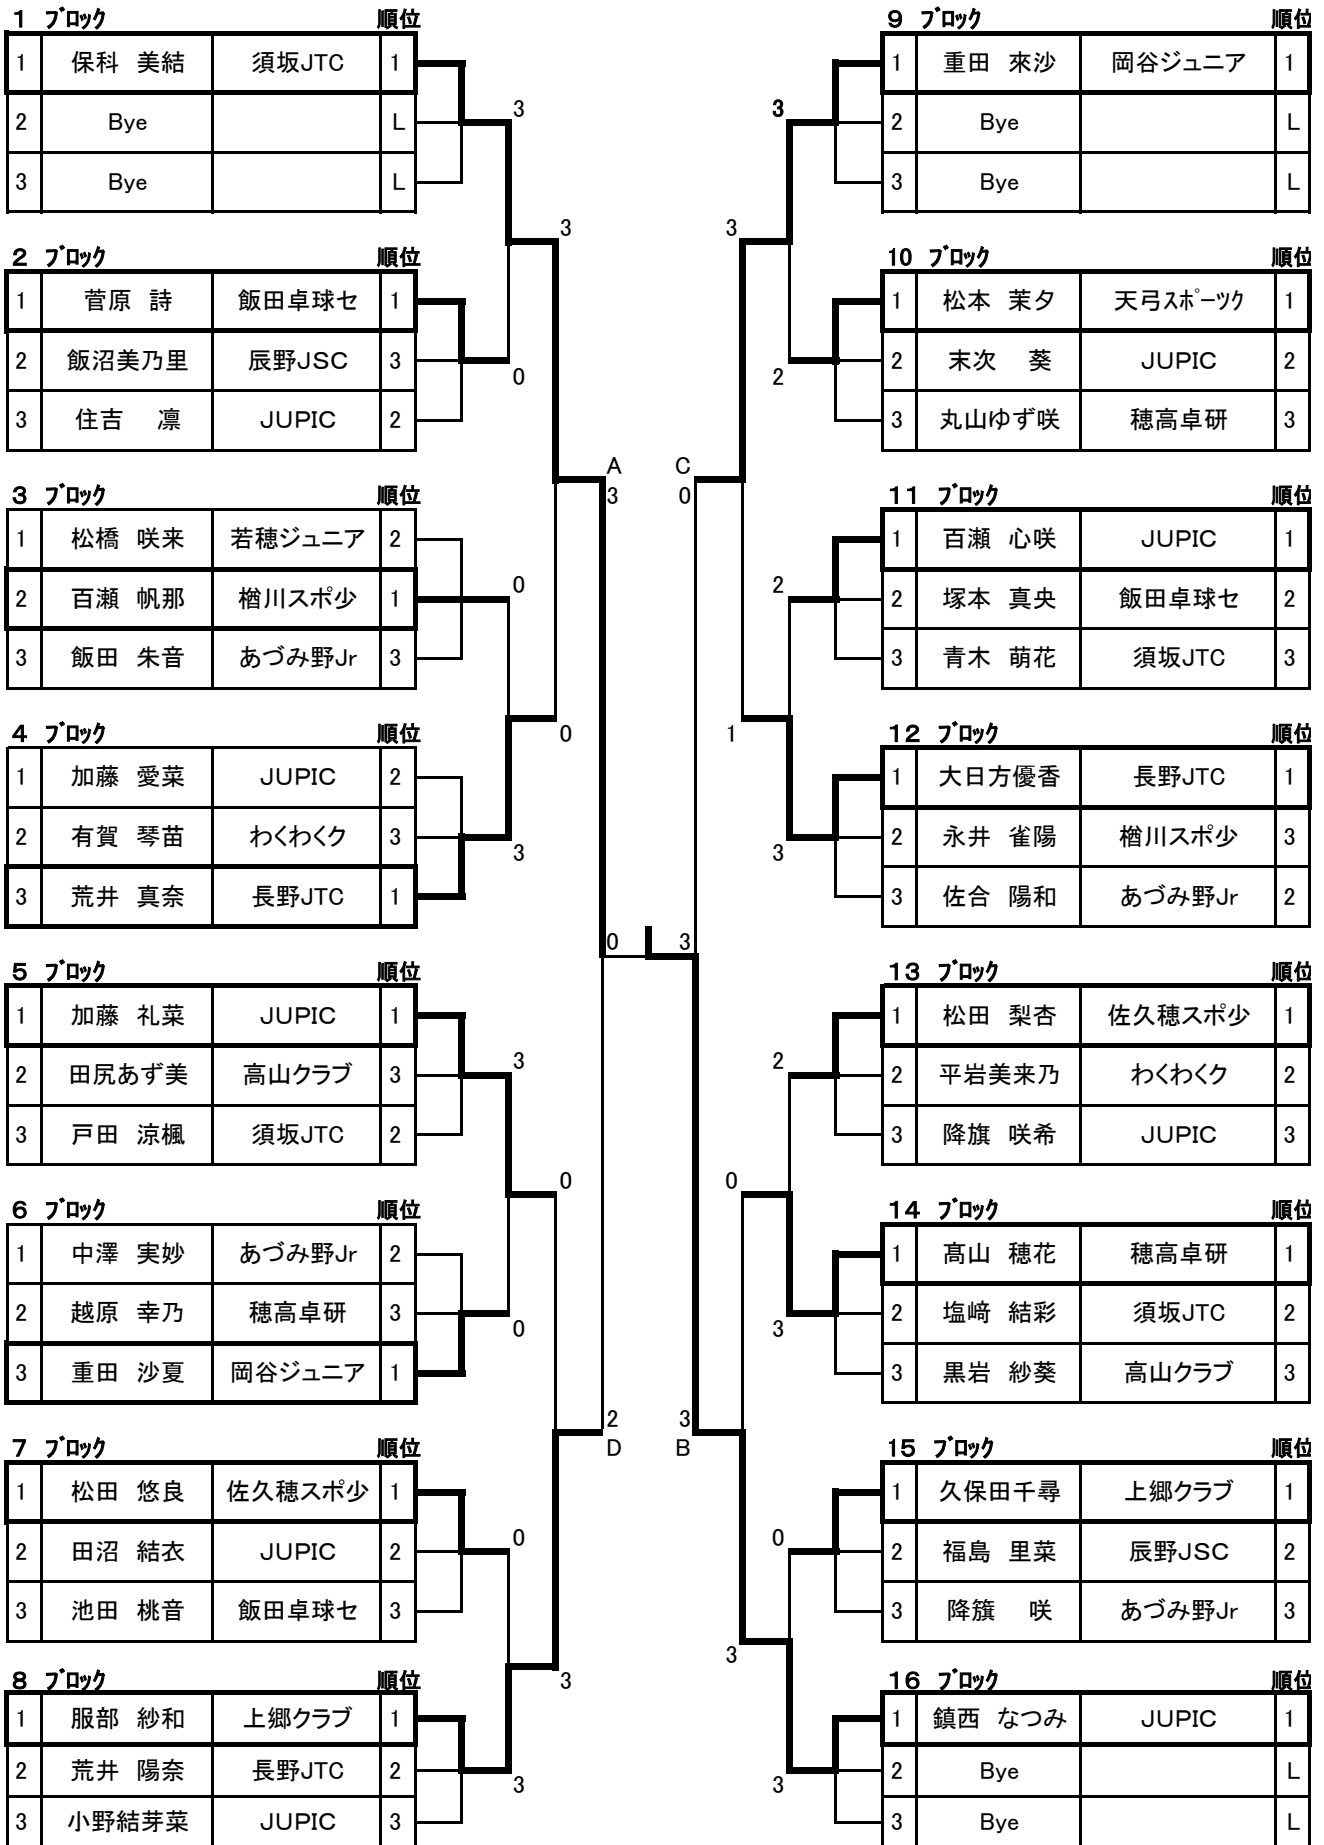 1 ブロック 順位
1 保科 美結 須坂JTC 1
2 Bye L
3 Bye L
2 ブロック 順位
1 菅原 詩 飯田卓球セ 1
2 飯沼美乃里 辰野JSC 3
3 住吉 凛 JUPIC 2
3 ブロック 順位
1 松橋 咲来 若穂ジュニア 2
2 百瀬 帆那 楢川スポ少 1
3 飯田 朱音 あづみ野Jr 3
4 ブロック 順位
1 加藤 愛菜 JUPIC 2
2 有賀 琴苗 わくわくク 3
3 荒井 真奈 長野JTC 1
5 ブロック 順位
1 加藤 礼菜 JUPIC 1
2 田尻あず美 高山クラブ 3
3 戸田 涼楓 須坂JTC 2
6 ブロック 順位
1 中澤 実妙 あづみ野Jr 2
2 越原 幸乃 穂高卓研 3
3 重田 沙夏 岡谷ジュニア 1
7 ブロック 順位
1 松田 悠良 佐久穂スポ少 1
2 田沼 結衣 JUPIC 2
3 池田 桃音 飯田卓球セ 3
8 ブロック 順位
1 服部 紗和 上郷クラブ 1
2 荒井 陽奈 長野JTC 2
3 小野結芽菜 JUPIC 3
3
0
0
3
3
0
0
3
3
0
0
3
A
3
2
D
0
3
C
0
3
B
3
1
0
3
3
2
2
3
2
3
0
3
9 ブロック 順位
1 重田 來沙 岡谷ジュニア 1
2 Bye L
3 Bye L
10 ブロック 順位
1 松本 茉夕 天弓スポーツク 1
2 末次 葵 JUPIC 2
3 丸山ゆず咲 穂高卓研 3
11 ブロック 順位
1 百瀬 心咲 JUPIC 1
2 塚本 真央 飯田卓球セ 2
3 青木 萌花 須坂JTC 3
12 ブロック 順位
1 大日方優香 長野JTC 1
2 永井 雀陽 楢川スポ少 3
3 佐合 陽和 あづみ野Jr 2
13 ブロック 順位
1 松田 梨杏 佐久穂スポ少 1
2 平岩美来乃 わくわくク 2
3 降旗 咲希 JUPIC 3
14 ブロック 順位
1 髙山 穂花 穂高卓研 1
2 塩﨑 結彩 須坂JTC 2
3 黒岩 紗葵 高山クラブ 3
15 ブロック 順位
1 久保田千尋 上郷クラブ 1
2 福島 里菜 辰野JSC 2
3 降籏 咲 あづみ野Jr 3
16 ブロック 順位
1 鎮西 なつみ JUPIC 1
2 Bye L
3 Bye L